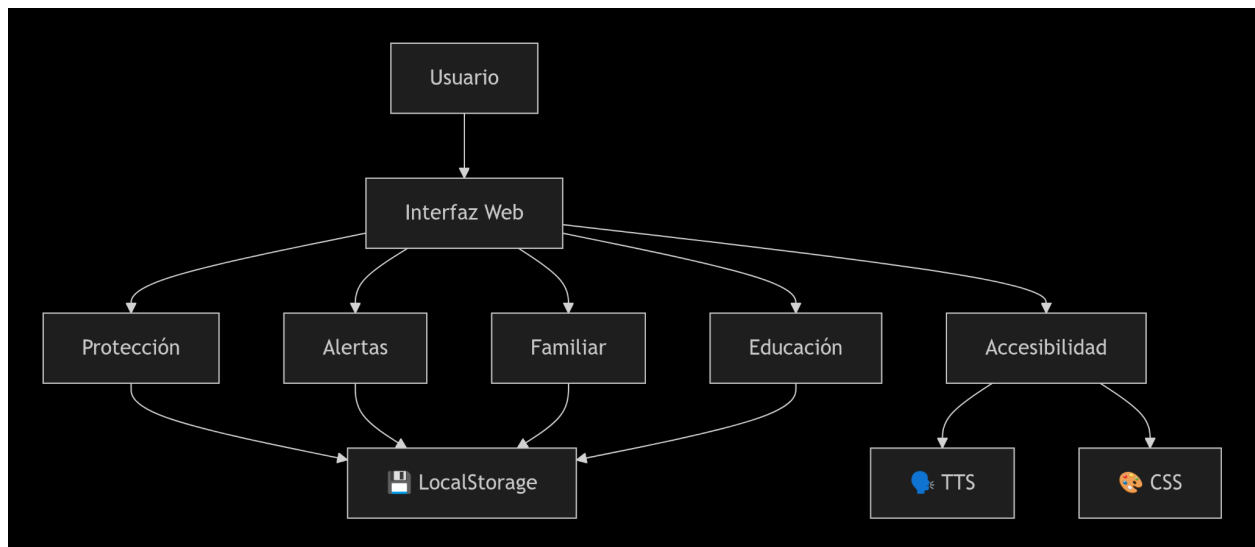 Usuario
Interfaz Web
Protección
Alertas
Familiar
Educación
Accesibilidad
💾 LocalStorage
🗣️ TTS
🎨 CSS